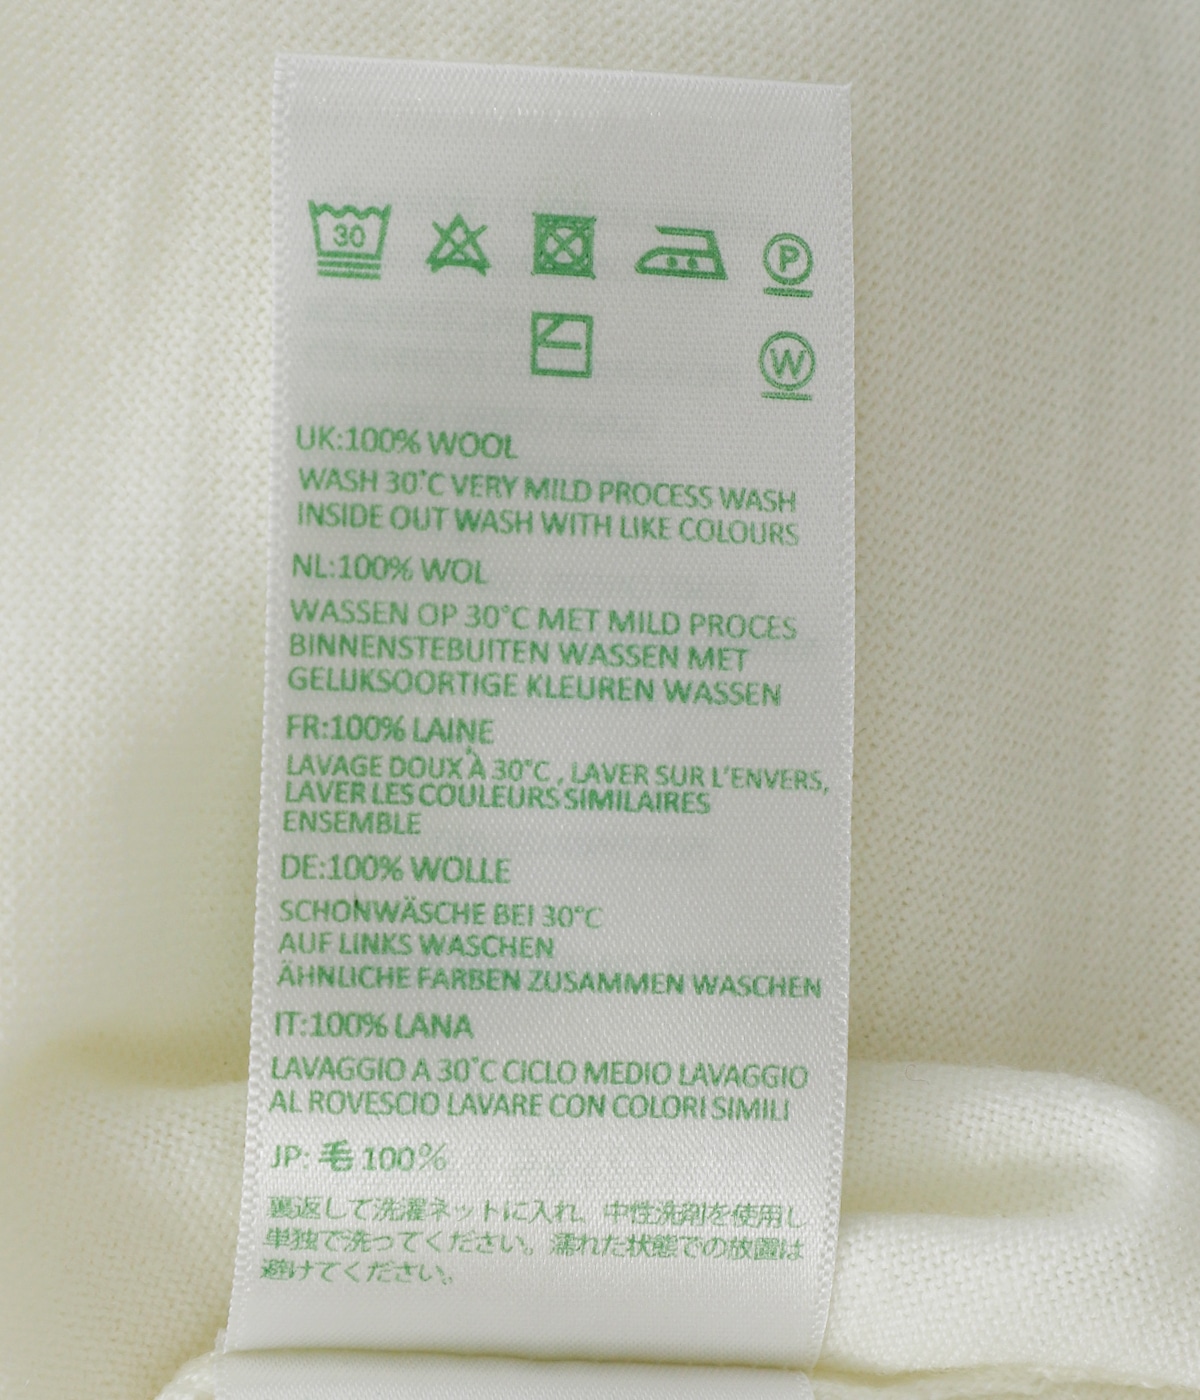 30
P
W
UK:100% WOOL
WASH 30°C VERY MILD PROCESS WASH
INSIDE OUT WASH WITH LIKE COLOURS
NL:100% WOL
WASSEN OP 30°C MET MILD PROCES
BINNENSTEBUITEN WASSEN MET
GELIJKSOORTIGE KLEUREN WASSEN
FR:100% LAINE
LAVAGE DOUX À 30°C , LAVER SUR L'ENVERS,
LAVER LES COULEURS SIMILAIRES
ENSEMBLE
DE:100% WOLLE
SCHONWÄSCHE BEI 30°C
AUF LINKS WASCHEN
ÄHNLICHE FARBEN ZUSAMMEN WASCHEN
IT:100% LANA
LAVAGGIO A 30°C CICLO MEDIO LAVAGGIO
AL ROVESCIO LAVARE CON COLORI SIMILI
JP: 毛 100%
裏返して洗濯ネットに入れ、中性洗剤を使用し
単独で洗ってください。濡れた状態での放置は
避けてください。